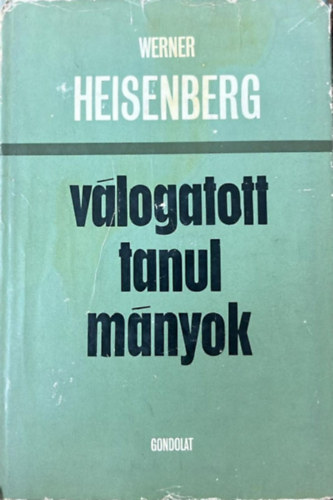 WERNER
HEISENBERG
válogatott
tanul
mányok
GONDOLAT